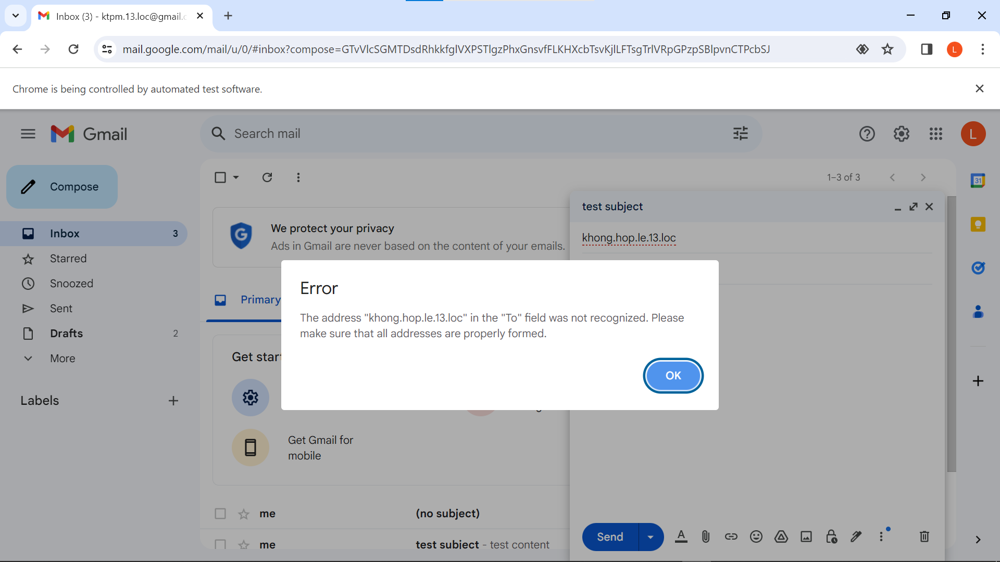 Inbox (3) - ktpm.13.loc@gmail.c
mail.google.com/mail/u/0/#inbox?compose=GTvVlcSGMTDsdRhkkfglVXPSTlgzPhxGnsvfFLKHXcbTsvKjlLFTsgTrlVRpGPzpSBlpvnCTPcbSJ
L
Chrome is being controlled by automated test software.
Gmail
Search mail
L
Compose
1–3 of 3
31
test subject
Inbox 3
We protect your privacy
Ads in Gmail are never based on the content of your emails.
khong.hop.le.13.loc
Starred
Snoozed
Sent
Drafts 2
More
Labels
Primary
Error
The address "khong.hop.le.13.loc" in the "To" field was not recognized. Please
make sure that all addresses are properly formed.
OK
Get start
Get Gmail for
mobile
me (no subject)
me test subject - test content
Send